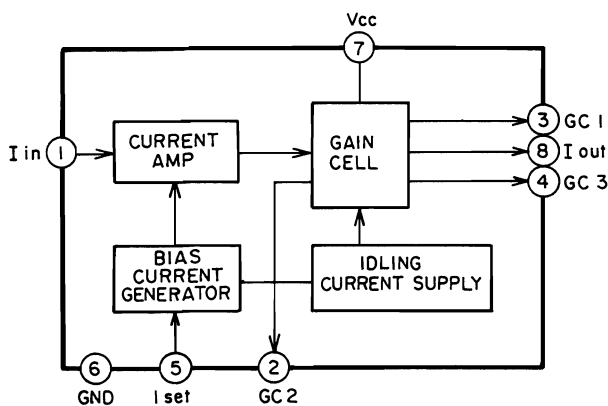 Vcc
7
3 GC 1
CURRENT
AMP
GAIN
CELL
I in 1
8 I out
4 GC 3
BIAS
CURRENT
GENERATOR
IDLING
CURRENT SUPPLY
6
5
2
GND
I set
GC 2